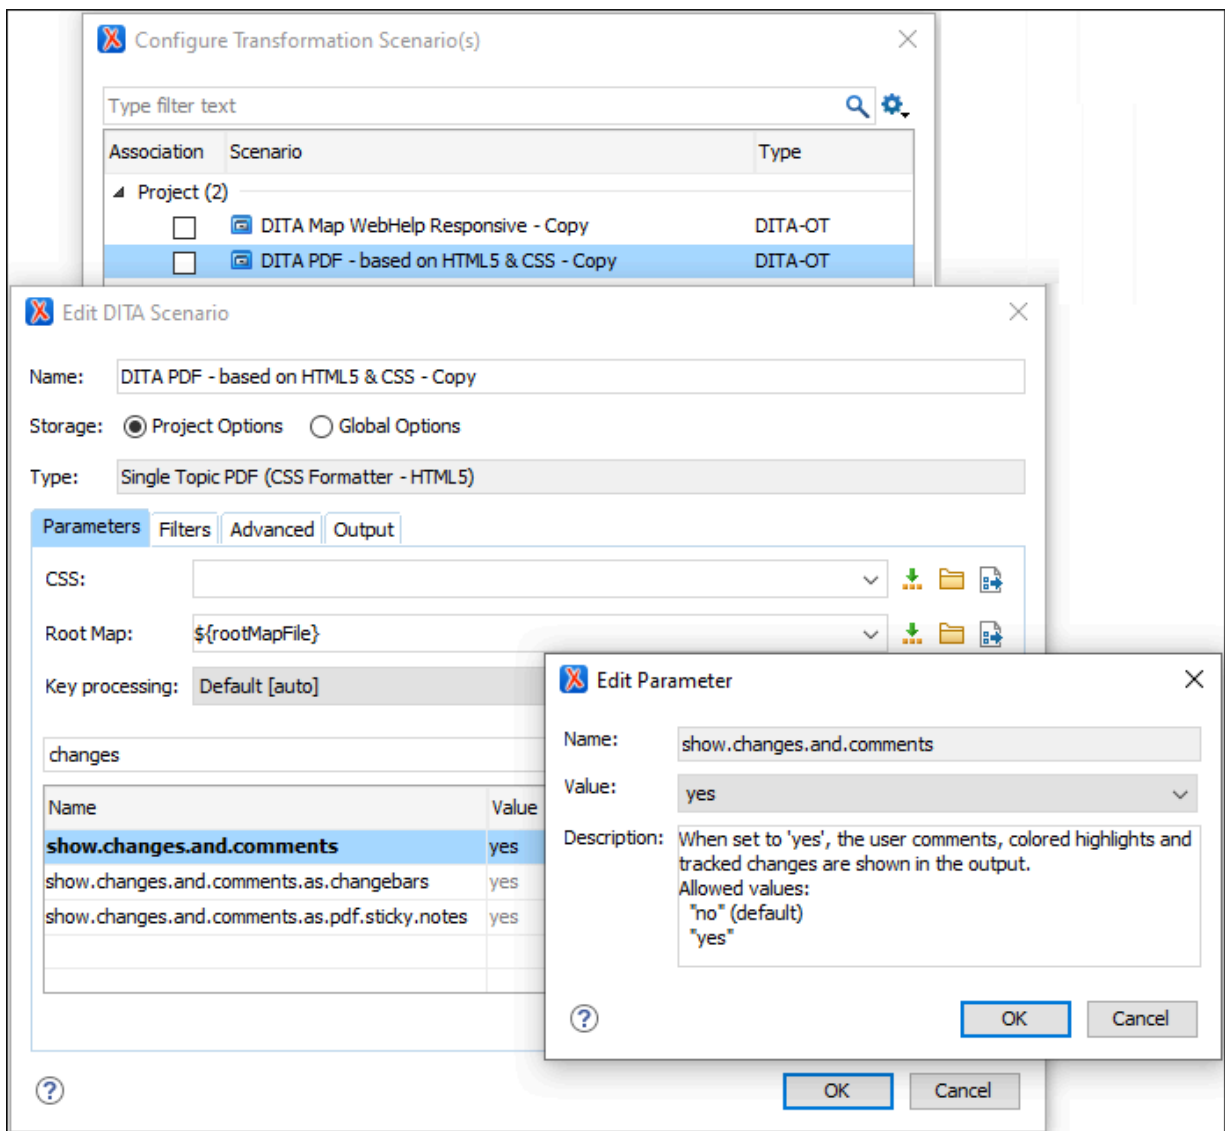 Configure Transformation Scenario(s)
Type filter text
Association Scenario Type
Project (2)
DITA Map WebHelp Responsive - Copy DITA-OT
DITA PDF - based on HTML5 & CSS - Copy DITA-OT
Edit DITA Scenario
Name: DITA PDF - based on HTML5 & CSS - Copy
Storage: Project Options Global Options
Type: Single Topic PDF (CSS Formatter - HTML5)
Parameters Filters Advanced Output
CSS:
Root Map: ${rootMapFile}
Key processing: Default [auto]
changes
Name Value
show.changes.and.comments yes
show.changes.and.comments.as.changebars yes
show.changes.and.comments.as.pdf.sticky.notes yes
OK Cancel
Edit Parameter
Name: show.changes.and.comments
Value: yes
Description: When set to 'yes', the user comments, colored highlights and
tracked changes are shown in the output.
Allowed values:
"no" (default)
"yes"
OK Cancel